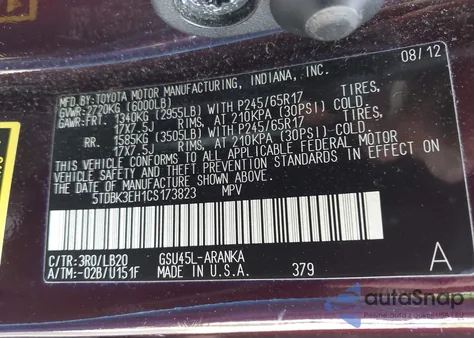 08/12
MFD.BY:TOYOTA MOTOR MANUFACTURING, INDIANA, INC.
GVWR-2720KG (6000LB)
GAWR-FRT. 1340KG (2955LB) WITH P245/65R17 TIRES,
17X7.5J RIMS, AT 210KPA (30PSI) COLD.
RR. 1585KG (3505LB) WITH P245/65R17 TIRES,
17X7.5J RIMS, AT 210KPA (30PSI) COLD.
THIS VEHICLE CONFORMS TO ALL APPLICABLE FEDERAL MOTOR
VEHICLE SAFETY AND THEFT PREVENTION STANDARDS IN EFFECT ON
THE DATE OF MANUFACTURE SHOWN ABOVE.
5TDBK3EH1CS173823 MPV
C/TR:3R0/LB20 GSU45L-ARANKA
A/TM:-02B/U151F MADE IN U.S.A. 379 A
autoSnap